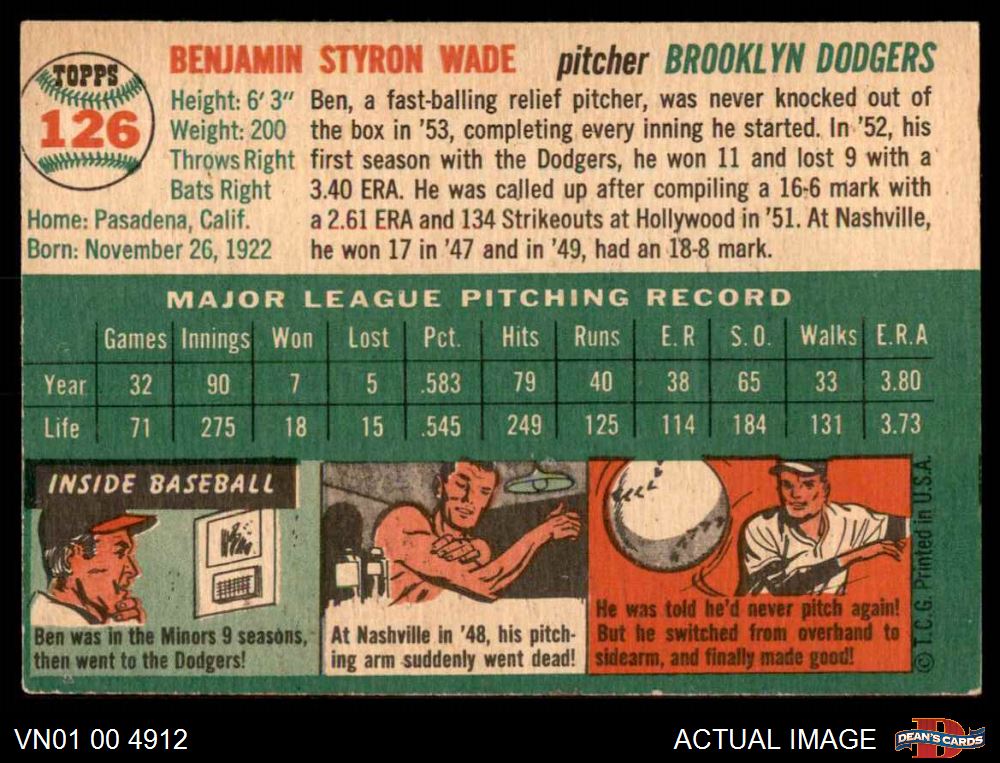 TOPPS
126
BENJAMIN STYRON WADE pitcher BROOKLYN DODGERS
Height: 6' 3"
Weight: 200
Throws Right
Bats Right
Home: Pasadena, Calif.
Born: November 26, 1922
Ben, a fast-balling relief pitcher, was never knocked out of
the box in '53, completing every inning he started. In '52, his
first season with the Dodgers, he won 11 and lost 9 with a
3.40 ERA. He was called up after compiling a 16-6 mark with
a 2.61 ERA and 134 Strikeouts at Hollywood in '51. At Nashville,
he won 17 in '47 and in '49, had an 18-8 mark.
MAJOR LEAGUE PITCHING RECORD
Games Innings Won Lost Pct. Hits Runs E.R S.O. Walks E.R.A
Year 32 90 7 5 .583 79 40 38 65 33 3.80
Life 71 275 18 15 .545 249 125 114 184 131 3.73
INSIDE BASEBALL
Ben was in the Minors 9 seasons,
then went to the Dodgers!
At Nashville in '48, his pitch-
ing arm suddenly went dead!
He was told he'd never pitch again!
But he switched from overhand to
sidearm, and finally made good!
© T.C.G. Printed in U.S.A.
VN01 00 4912
ACTUAL IMAGE
D
DEAN'S CARDS